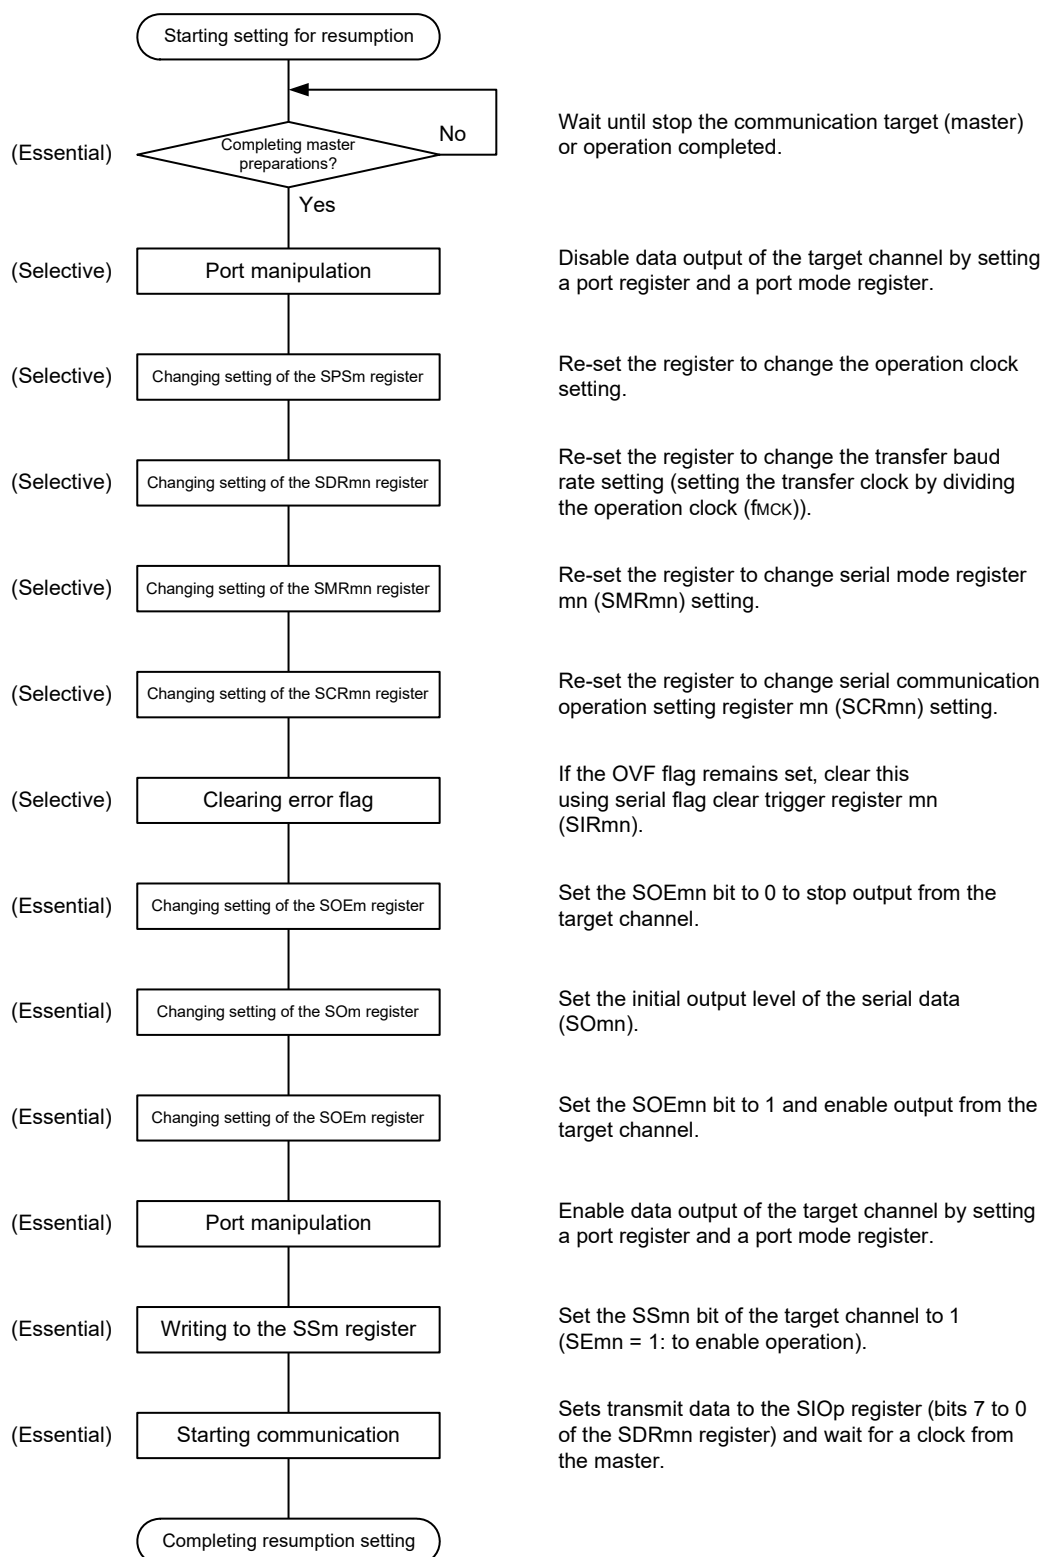 Starting setting for resumption
(Essential)
Completing master
preparations?
No
Yes
Wait until stop the communication target (master)
or operation completed.
(Selective)
Port manipulation
Disable data output of the target channel by setting
a port register and a port mode register.
(Selective)
Changing setting of the SPSm register
Re-set the register to change the operation clock
setting.
(Selective)
Changing setting of the SDRmn register
Re-set the register to change the transfer baud
rate setting (setting the transfer clock by dividing
the operation clock (fMCK)).
(Selective)
Changing setting of the SMRmn register
Re-set the register to change serial mode register
mn (SMRmn) setting.
(Selective)
Changing setting of the SCRmn register
Re-set the register to change serial communication
operation setting register mn (SCRmn) setting.
(Selective)
Clearing error flag
If the OVF flag remains set, clear this
using serial flag clear trigger register mn
(SIRmn).
(Essential)
Changing setting of the SOEm register
Set the SOEmn bit to 0 to stop output from the
target channel.
(Essential)
Changing setting of the SOm register
Set the initial output level of the serial data
(SOmn).
(Essential)
Changing setting of the SOEm register
Set the SOEmn bit to 1 and enable output from the
target channel.
(Essential)
Port manipulation
Enable data output of the target channel by setting
a port register and a port mode register.
(Essential)
Writing to the SSm register
Set the SSmn bit of the target channel to 1
(SEmn = 1: to enable operation).
(Essential)
Starting communication
Sets transmit data to the SIOp register (bits 7 to 0
of the SDRmn register) and wait for a clock from
the master.
Completing resumption setting